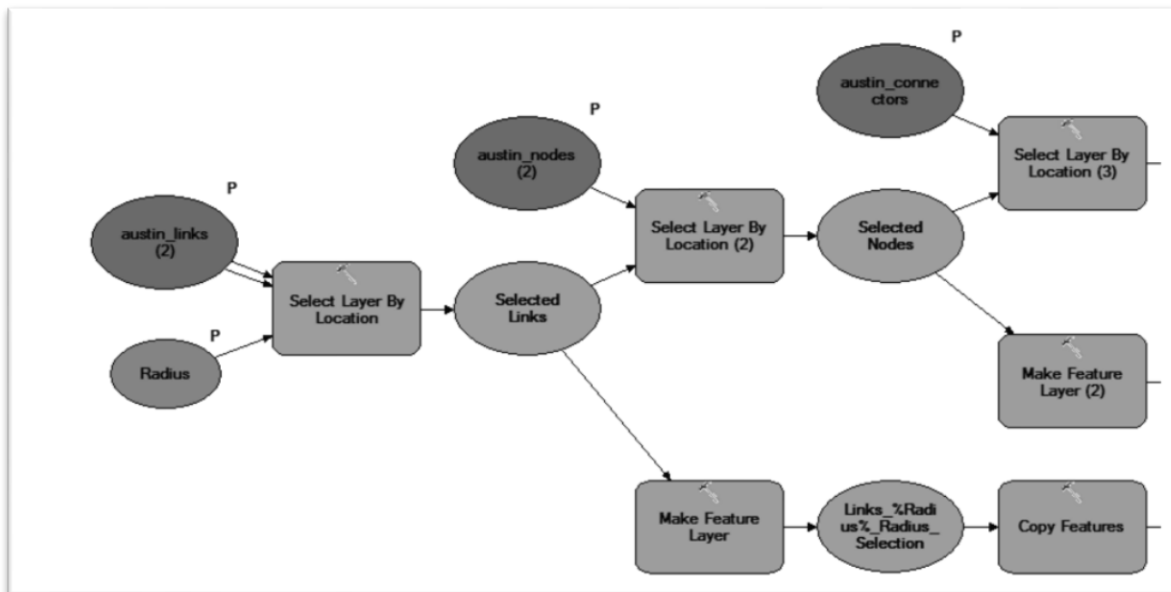 P
austin_conne
ctors
Select Layer By
Location (3)
P
austin_nodes
(2)
Select Layer By
Location (2)
Selected
Nodes
P
austin_links
(2)
Select Layer By
Location
Selected
Links
P
Radius
Make Feature
Layer (2)
Make Feature
Layer
Links_%Radi
us%_Radius_
Selection
Copy Features